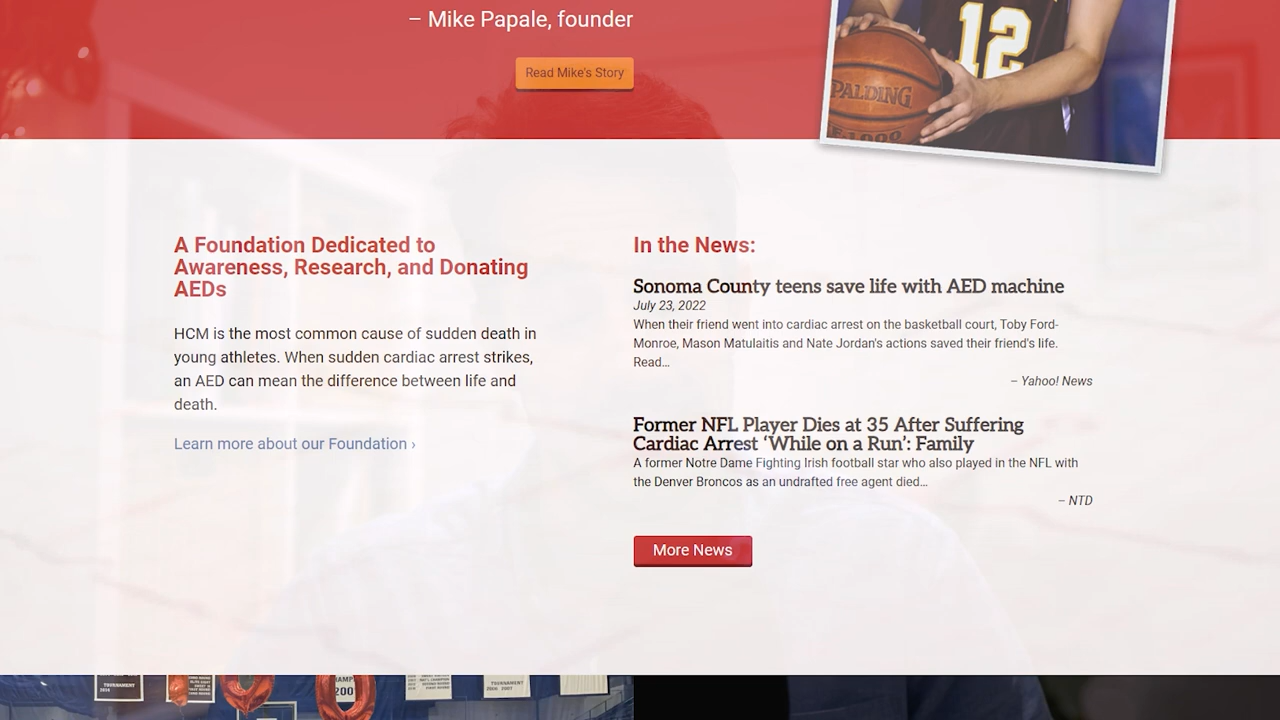 – Mike Papale, founder
12
Read Mike's Story
SPALDING
TF-1000
A Foundation Dedicated to
Awareness, Research, and Donating
AEDs
HCM is the most common cause of sudden death in
young athletes. When sudden cardiac arrest strikes,
an AED can mean the difference between life and
death.
Learn more about our Foundation ›
In the News:
Sonoma County teens save life with AED machine
July 23, 2022
When their friend went into cardiac arrest on the basketball court, Toby Ford-
Monroe, Mason Matulaitis and Nate Jordan's actions saved their friend's life.
Read...
– Yahoo! News
Former NFL Player Dies at 35 After Suffering
Cardiac Arrest ‘While on a Run’: Family
A former Notre Dame Fighting Irish football star who also played in the NFL with
the Denver Broncos as an undrafted free agent died...
– NTD
More News
TOURNAMENT
TOURNAMENT